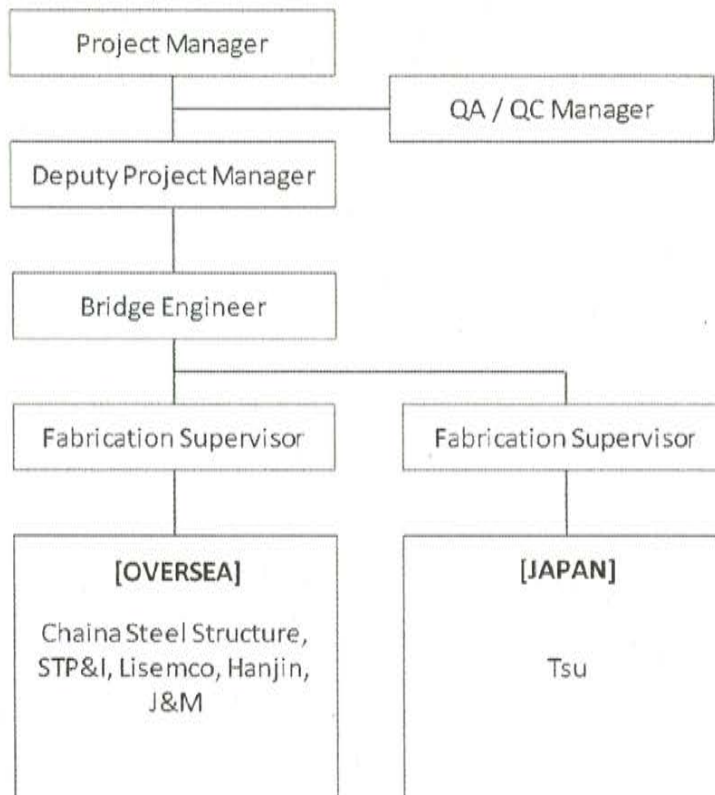 Project Manager
QA / QC Manager
Deputy Project Manager
Bridge Engineer
Fabrication Supervisor
Fabrication Supervisor
[OVERSEA]
Chaina Steel Structure,
STP&I, Lisemco, Hanjin,
J&M
[JAPAN]
Tsu